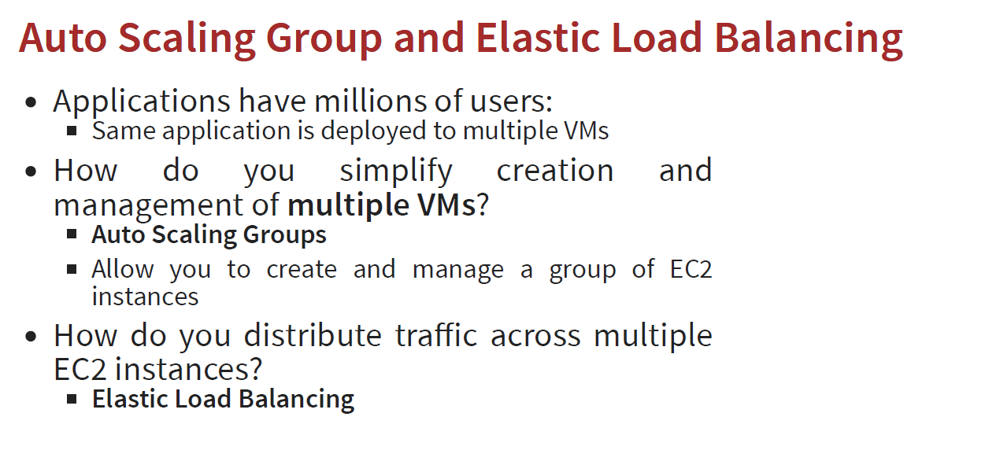 Auto Scaling Group and Elastic Load Balancing
• Applications have millions of users:
▪ Same application is deployed to multiple VMs
• How do you simplify creation and
management of multiple VMs?
▪ Auto Scaling Groups
▪ Allow you to create and manage a group of EC2
instances
• How do you distribute traffic across multiple
EC2 instances?
▪ Elastic Load Balancing